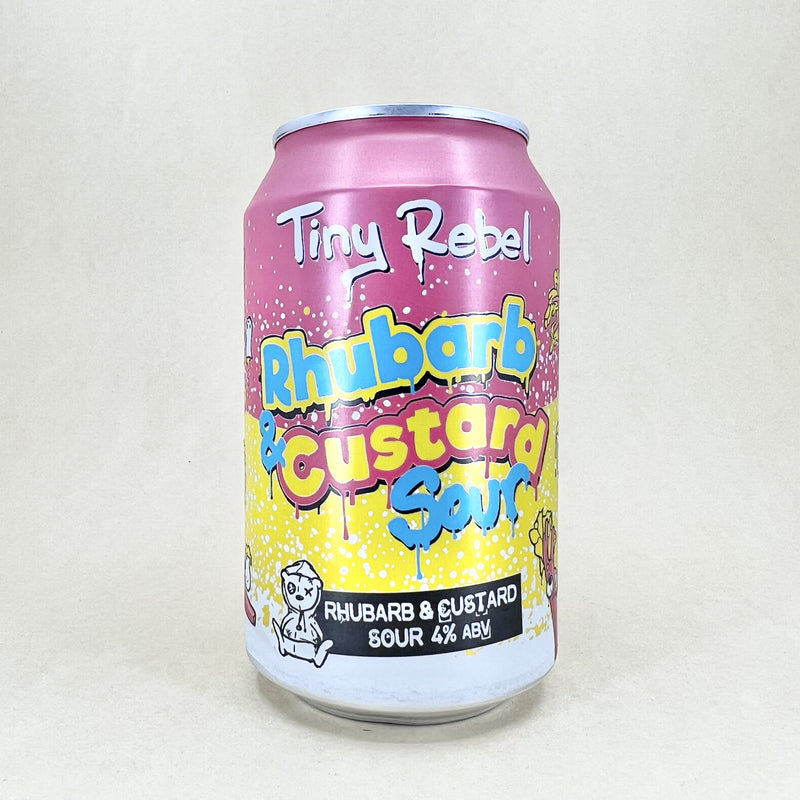 Tiny Rebel
Rhubarb
& Custard
Sour
RHUBARB & CUSTARD
SOUR 4% ABV